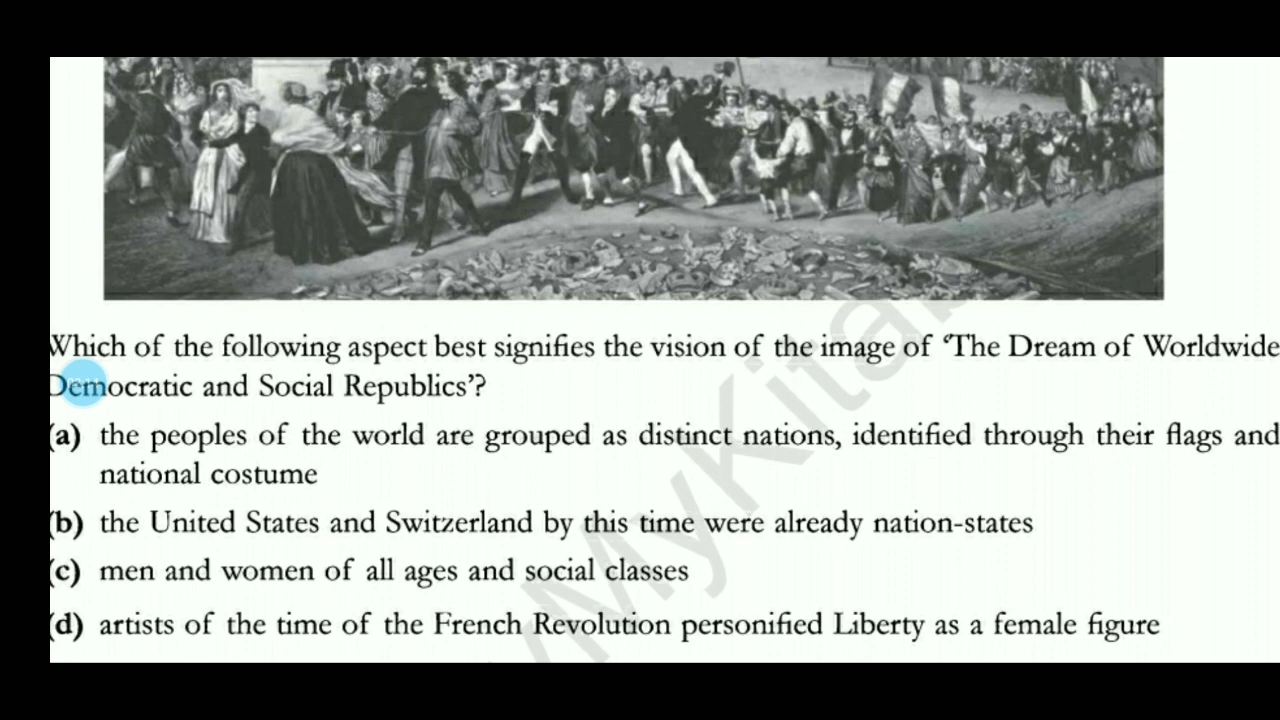 Which of the following aspect best signifies the vision of the image of ‘The Dream of Worldwide
Democratic and Social Republics’?
(a) the peoples of the world are grouped as distinct nations, identified through their flags and
national costume
(b) the United States and Switzerland by this time were already nation-states
(c) men and women of all ages and social classes
(d) artists of the time of the French Revolution personified Liberty as a female figure
MyKita